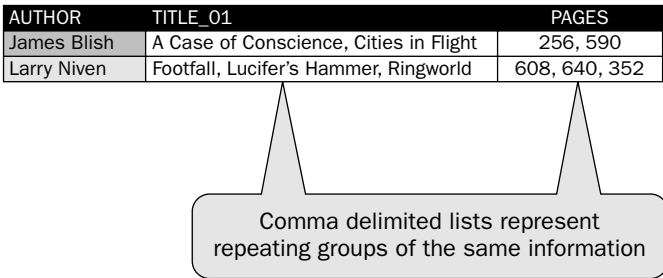 AUTHOR TITLE_01 PAGES
James Blish A Case of Conscience, Cities in Flight 256, 590
Larry Niven Footfall, Lucifer’s Hammer, Ringworld 608, 640, 352
Comma delimited lists represent
repeating groups of the same information